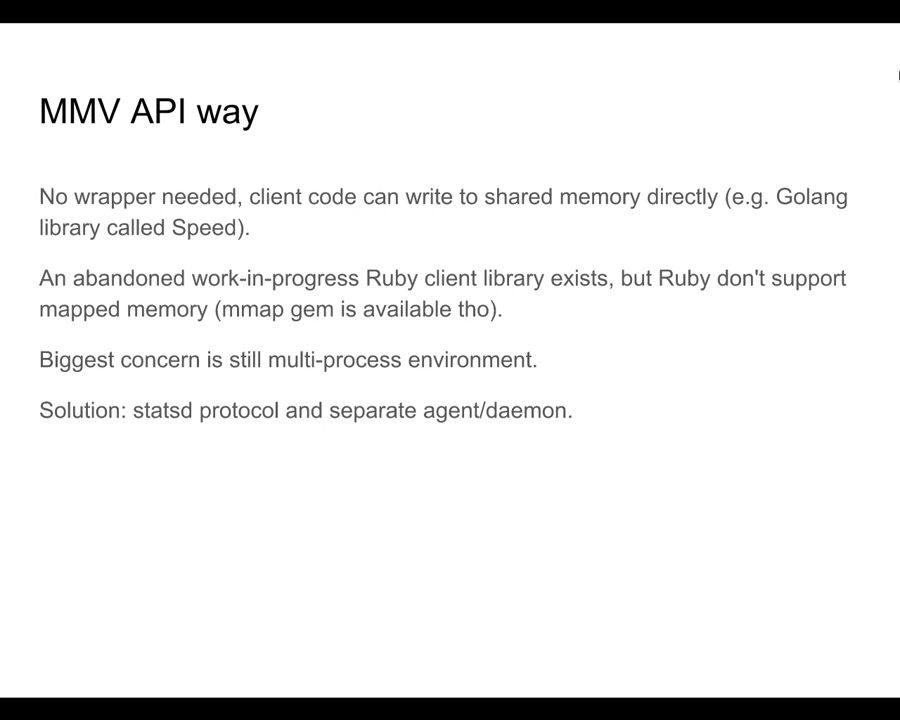 MMV API way
No wrapper needed, client code can write to shared memory directly (e.g. Golang
library called Speed).
An abandoned work-in-progress Ruby client library exists, but Ruby don't support
mapped memory (mmap gem is available tho).
Biggest concern is still multi-process environment.
Solution: statsd protocol and separate agent/daemon.